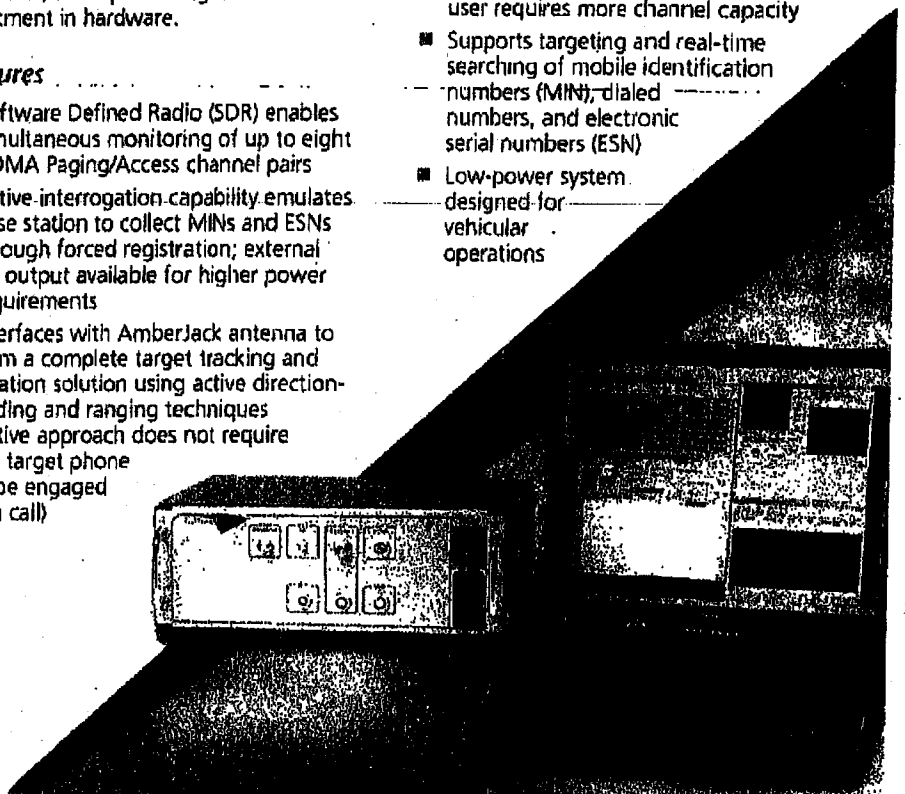 tment in hardware.
ures
ftware Defined Radio (SDR) enables
nultaneous monitoring of up to eight
DMA Paging/Access channel pairs
tive interrogation capability emulates
se station to collect MINs and ESNs
ough forced registration; external
output available for higher power
quirements
erfaces with AmberJack antenna to
m a complete target tracking and
ation solution using active direction-
ding and ranging techniques
tive approach does not require
target phone
be engaged
call)
user requires more channel capacity
■ Supports targeting and real-time
searching of mobile identification
numbers (MIN), dialed
numbers, and electronic
serial numbers (ESN)
■ Low-power system
designed for
vehicular
operations